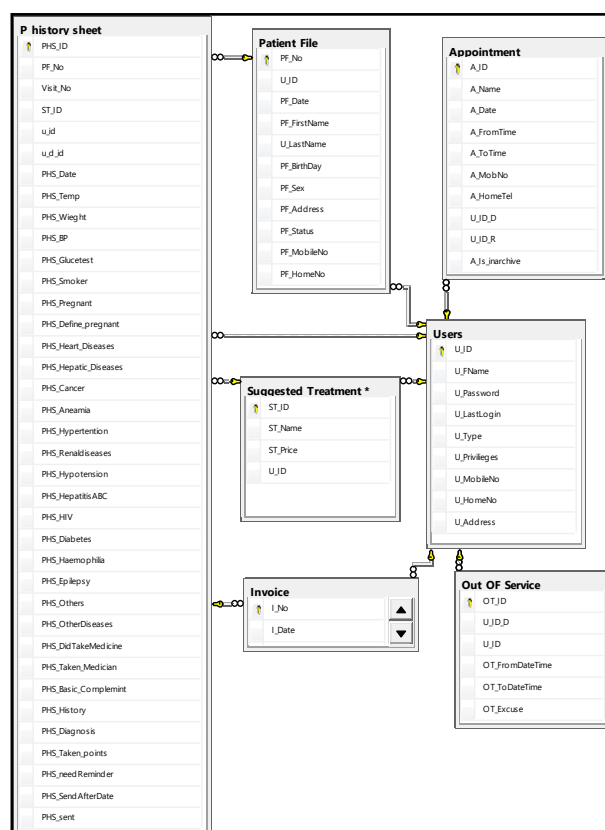 P history sheet
PHS_ID
PF_No
Visit_No
ST_ID
u_id
u_d_id
PHS_Date
PHS_Temp
PHS_Wieght
PHS_BP
PHS_Glucetest
PHS_Smoker
PHS_Pregnant
PHS_Define_pregnant
PHS_Heart_Diseases
PHS_Hepatic_Diseases
PHS_Cancer
PHS_Aneamia
PHS_Hypertention
PHS_Renaldiseases
PHS_Hypotension
PHS_HepatitisABC
PHS_HIV
PHS_Diabetes
PHS_Haemophilia
PHS_Epilepsy
PHS_Others
PHS_OtherDiseases
PHS_DidTakeMedicine
PHS_Taken_Medician
PHS_Basic_Complemint
PHS_History
PHS_Diagnosis
PHS_Taken_points
PHS_needReminder
PHS_SendAfterDate
PHS_sent
Patient File
PF_No
U_ID
PF_Date
PF_FirstName
U_LastName
PF_BirthDay
PF_Sex
PF_Address
PF_Status
PF_MobileNo
PF_HomeNo
Appointment
A_ID
A_Name
A_Date
A_FromTime
A_ToTime
A_MobNo
A_HomeTel
U_ID_D
U_ID_R
A_Is_inarchive
Users
U_ID
U_FName
U_Password
U_LastLogin
U_Type
U_Privilieges
U_MobileNo
U_HomeNo
U_Address
Suggested Treatment *
ST_ID
ST_Name
ST_Price
U_ID
Invoice
I_No
I_Date
Out OF Service
OT_ID
U_ID_D
U_ID
OT_FromDateTime
OT_ToDateTime
OT_Excuse